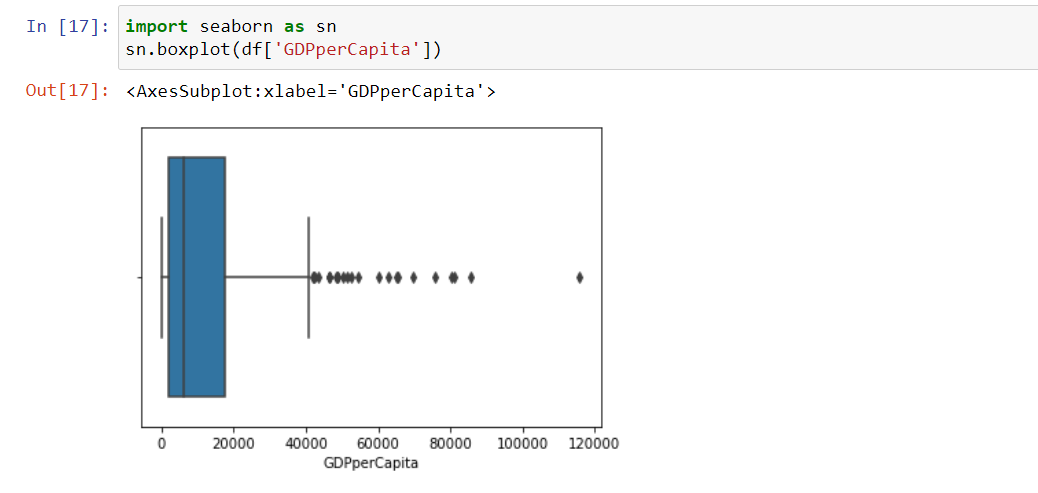 In [17]: import seaborn as sn
sn.boxplot(df['GDPperCapita'])
Out[17]: <AxesSubplot:xlabel='GDPperCapita'>
0 20000 40000 60000 80000 100000 120000
GDPperCapita